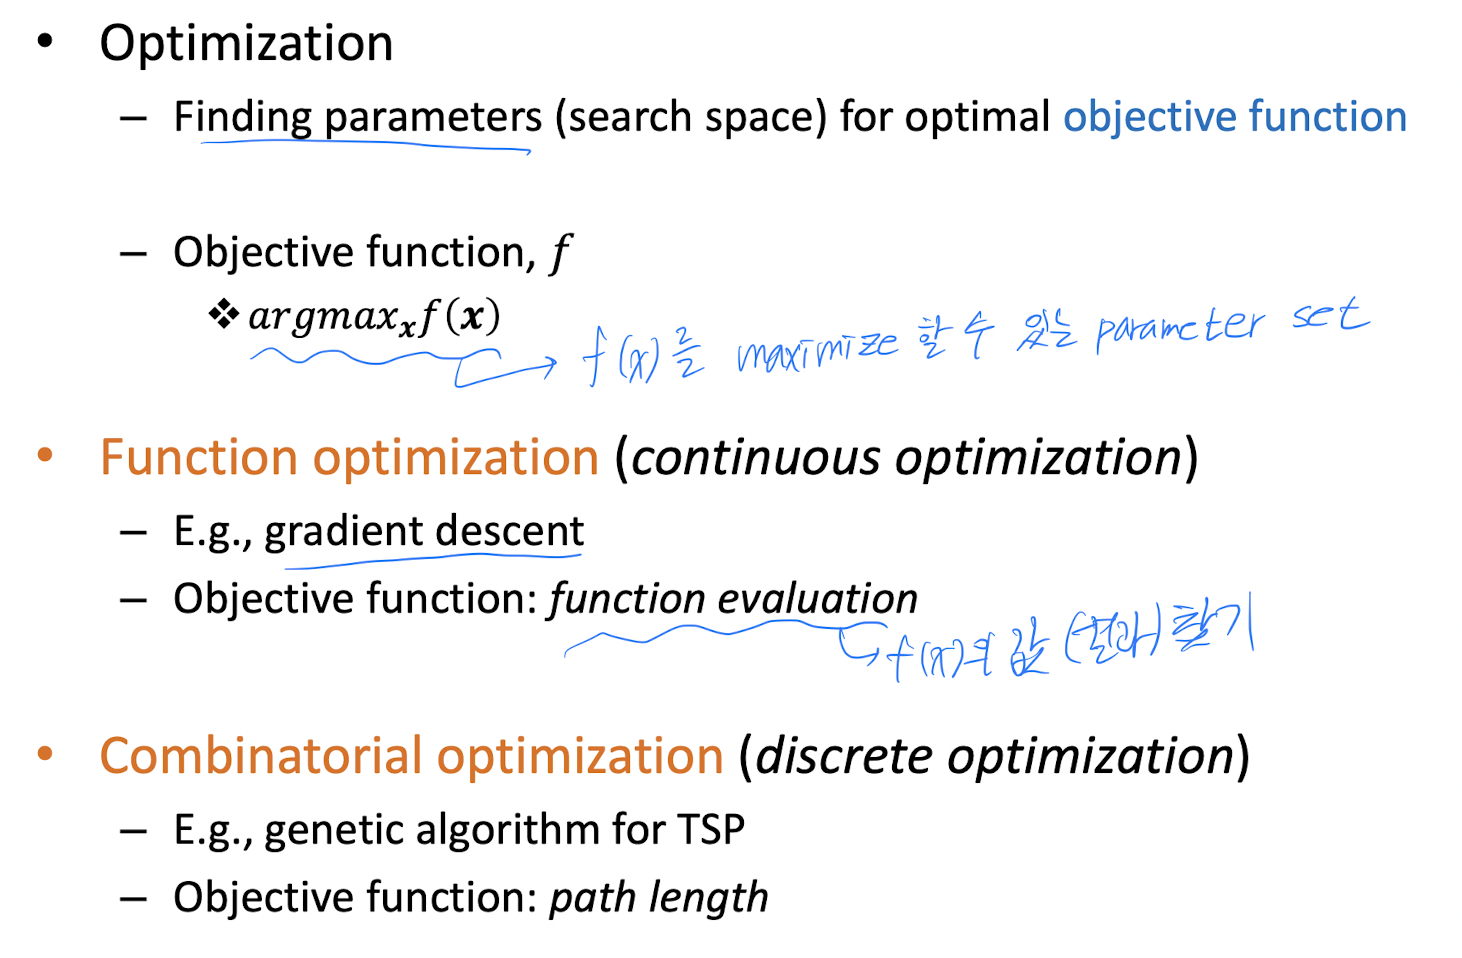 • Optimization
– Finding parameters (search space) for optimal objective function
– Objective function, f
❖ argmaxₓf(x)
f(x)를 maximize 할 수 있는 parameter set
• Function optimization (continuous optimization)
– E.g., gradient descent
– Objective function: function evaluation
f(x)의 값 (결과) 찾기
• Combinatorial optimization (discrete optimization)
– E.g., genetic algorithm for TSP
– Objective function: path length